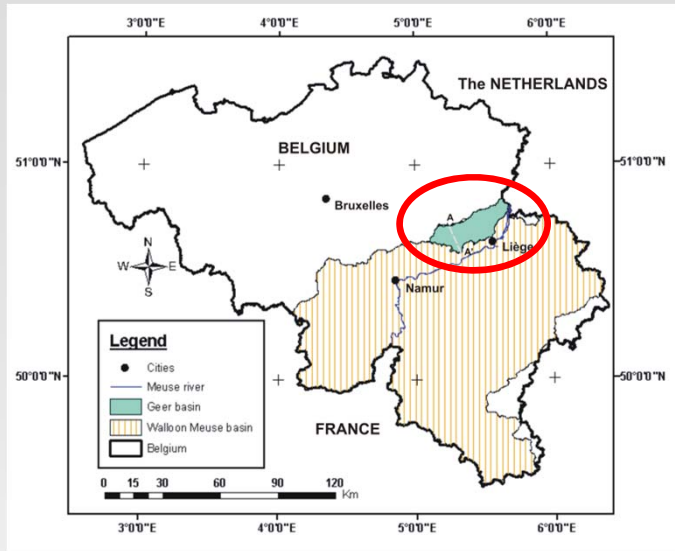 3°0'0"E 4°0'0"E 5°0'0"E 6°0'0"E
The NETHERLANDS
BELGIUM
51°0'0"N 51°0'0"N
Bruxelles
A
A'
Liège
N
W E
S
Namur
Legend
Cities
Meuse river
Geer basin
Walloon Meuse basin
Belgium
50°0'0"N 50°0'0"N
FRANCE
0 15 30 60 90 120
Km
3°0'0"E 4°0'0"E 5°0'0"E 6°0'0"E